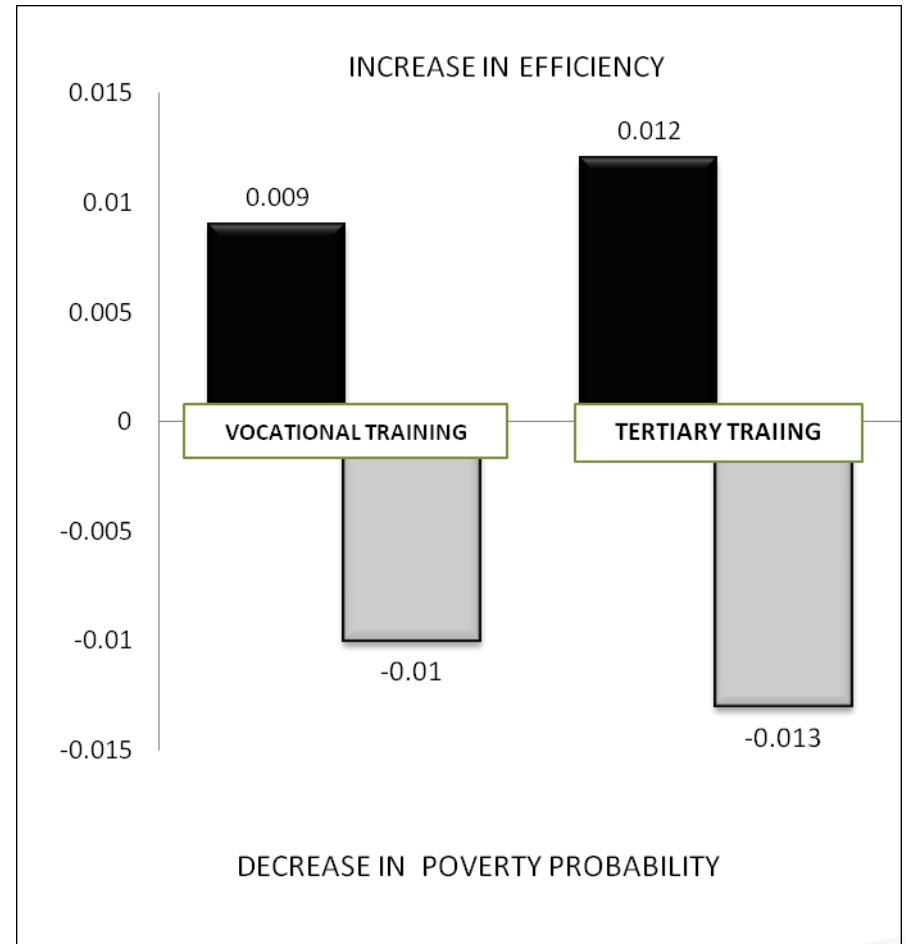 INCREASE IN EFFICIENCY
0.015
0.012
0.01
0.009
0.005
0
VOCATIONAL TRAINING
TERTIARY TRAIING
-0.005
-0.01
-0.01
-0.013
-0.015
DECREASE IN POVERTY PROBABILITY